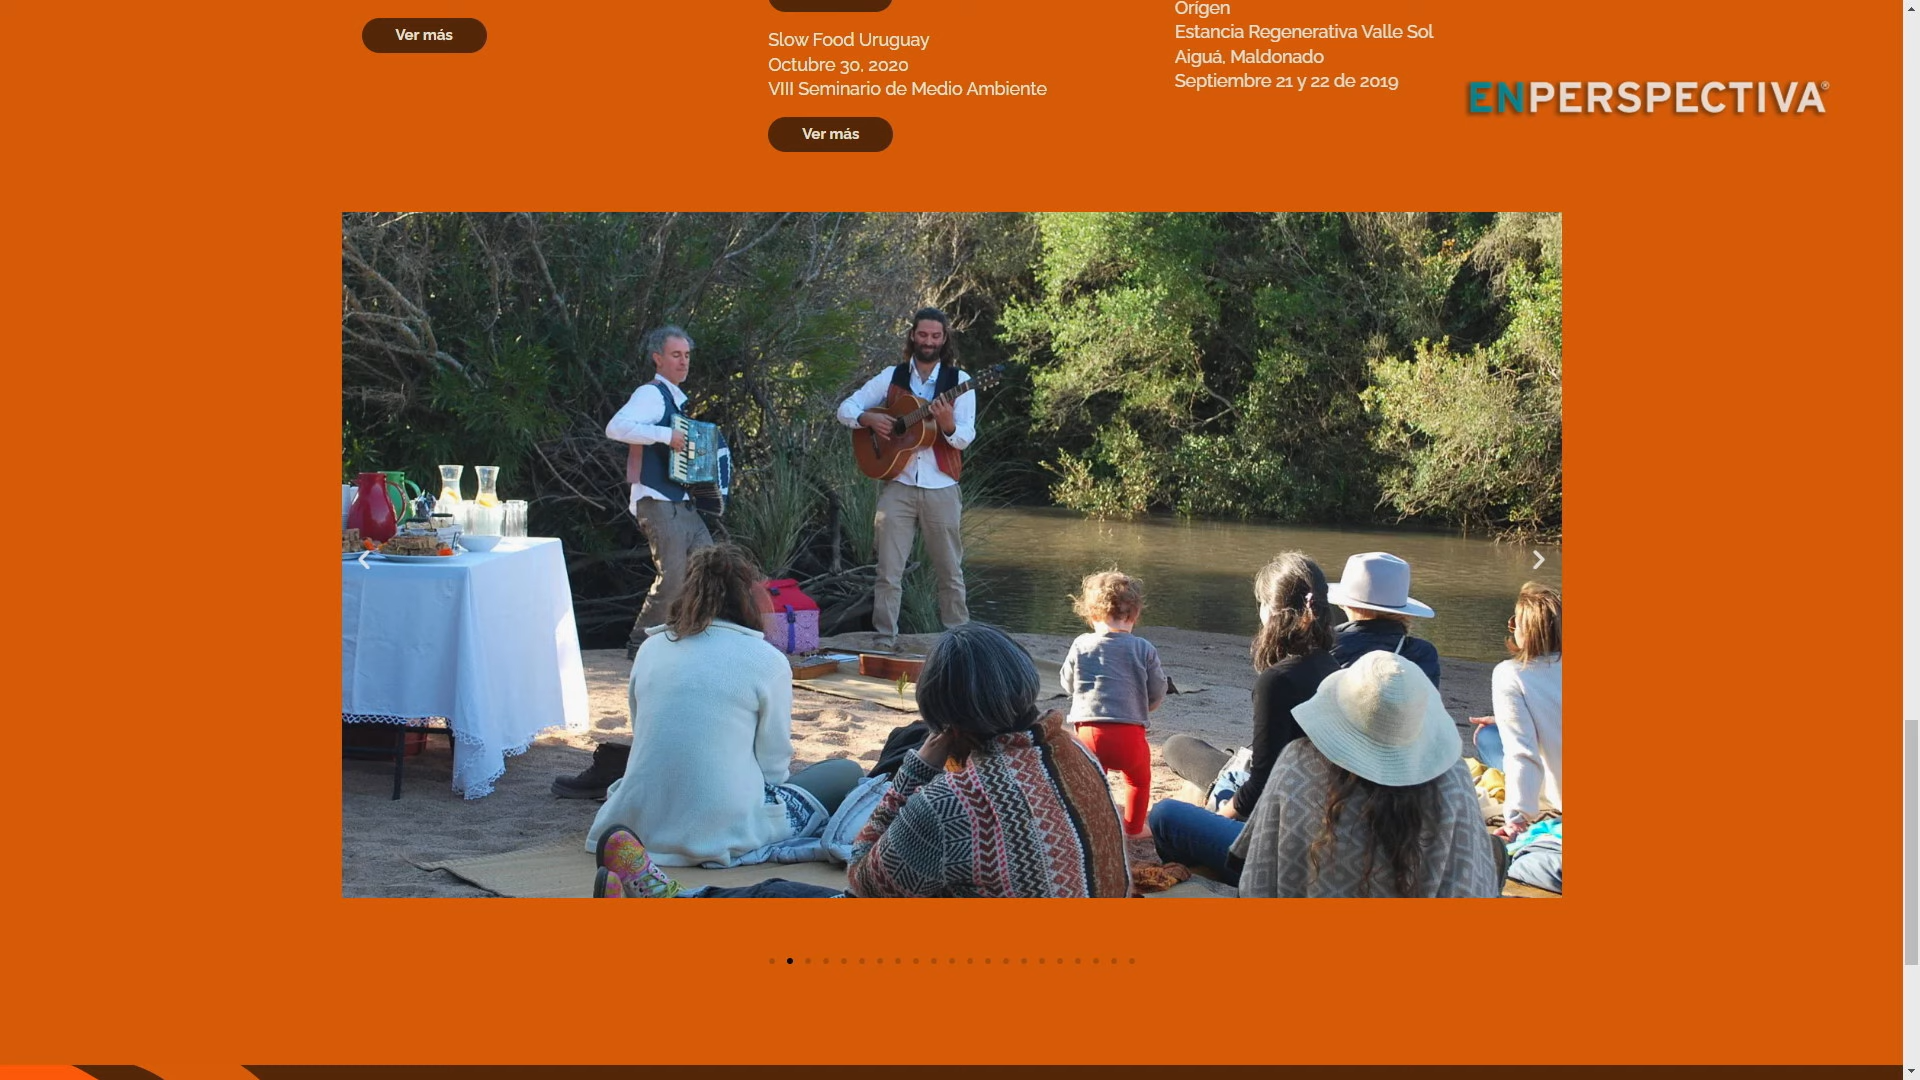 Ver más
Slow Food Uruguay
Octubre 30, 2020
VIII Seminario de Medio Ambiente
Ver más
Orígen
Estancia Regenerativa Valle Sol
Aiguá, Maldonado
Septiembre 21 y 22 de 2019
ENPERSPECTIVA®